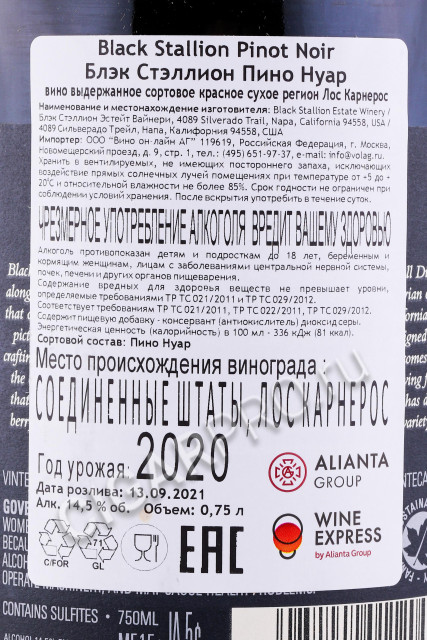 Black Stallion Pinot Noir
Блэк Стэллион Пино Нуар
вино выдержанное сортовое красное сухое регион Лос Карнерос
Наименование и местонахождение изготовителя: Black Stallion Estate Winery /
Блэк Стэллион Эстейт Вайнери, 4089 Silverado Trail, Napa, California 94558, USA /
4089 Сильверадо Трейл, Напа, Калифорния 94558, США
Импортер: ООО "Вино он-лайн АГ" 119619, Российская Федерация, г. Москва,
Новомещерский проезд, д. 9, стр. 1, тел.: (495) 651-97-37, e-mail: info@volag.ru.
Хранить в вентилируемых, не имеющих постороннего запаха, исключающих
воздействие прямых солнечных лучей помещениях при температуре от +5 до +
20°С и относительной влажности не более 85%. Срок годности не ограничен при
соблюдении условий хранения. После вскрытия употребить в течение суток.
ЧРЕЗМЕРНОЕ УПОТРЕБЛЕНИЕ АЛКОГОЛЯ ВРЕДИТ ВАШЕМУ ЗДОРОВЬЮ
Алкоголь противопоказан детям и подросткам до 18 лет, беременным и
кормящим женщинам, лицам с заболеваниями центральной нервной системы,
почек, печени и других органов пищеварения.
Содержание вредных для здоровья веществ не превышает уровни,
определяемые требованиями ТР ТС 021/2011 и ТР ТС 029/2012.
Соответствует требованиям ТР ТС 021/2011, ТР ТС 022/2011, ТР ТС 029/2012.
Содержит пищевую добавку - консервант (антиокислитель) диоксид серы.
Энергетическая ценность (калорийность) в 100 мл - 336 кДж (81 ккал).
Сортовой состав: Пино Нуар
Место происхождения винограда :
СОЕДИНЕННЫЕ ШТАТЫ, ЛОС КАРНЕРОС
Год урожая: 2020
ALIANTA
GROUP
Дата розлива: 13.09.2021
Алк. 14,5 % об. Объем: 0,75 л
WINE
EXPRESS
by Alianta Group
C/FOR
71
GL
EAC
CONTAINS SULFITES • 750ML